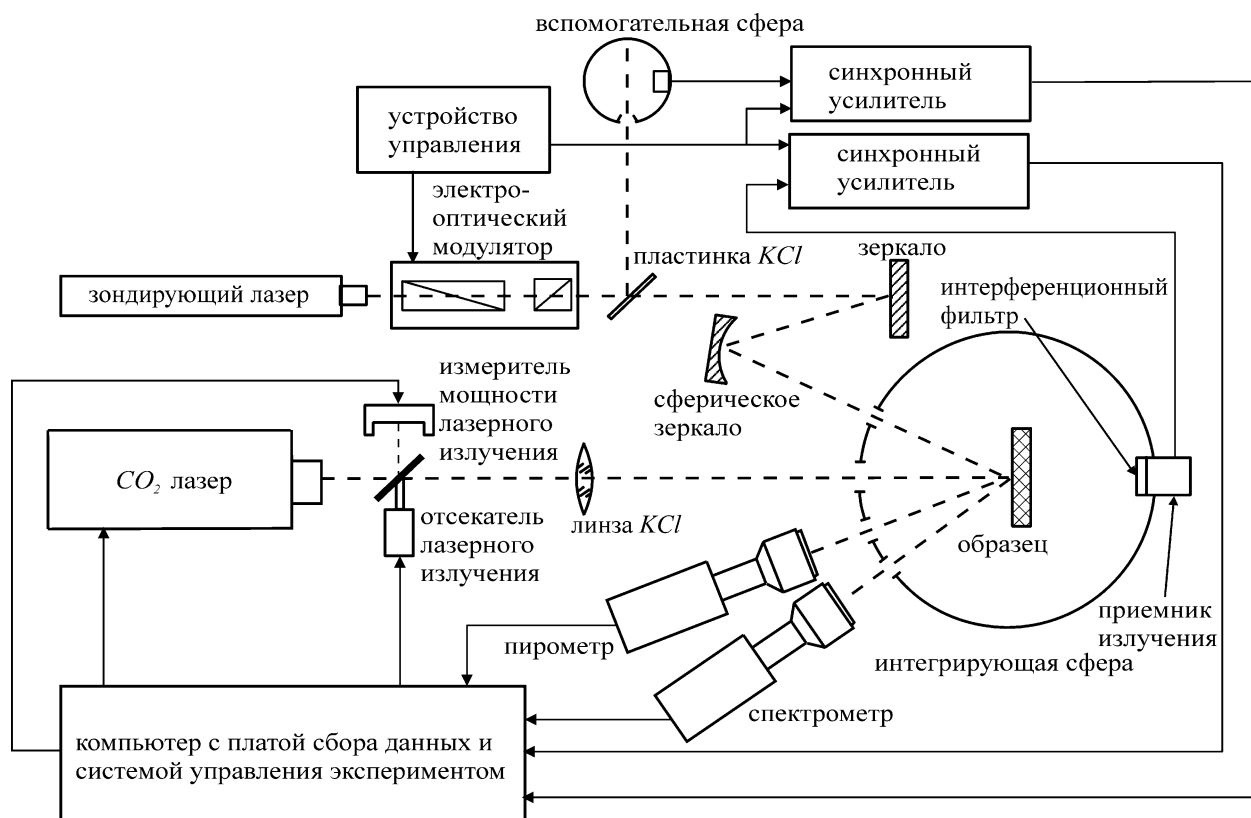 вспомогательная сфера
синхронный
усилитель
устройство
управления
синхронный
усилитель
электро-
оптический
модулятор
зеркало
пластинка KCl
интерференционный
фильтр
зондирующий лазер
измеритель
мощности
лазерного
излучения
сферическое
зеркало
CO2 лазер
линза KCl
отсекатель
лазерного
излучения
образец
приемник
излучения
пирометр
интегрирующая сфера
спектрометр
компьютер с платой сбора данных и
системой управления экспериментом